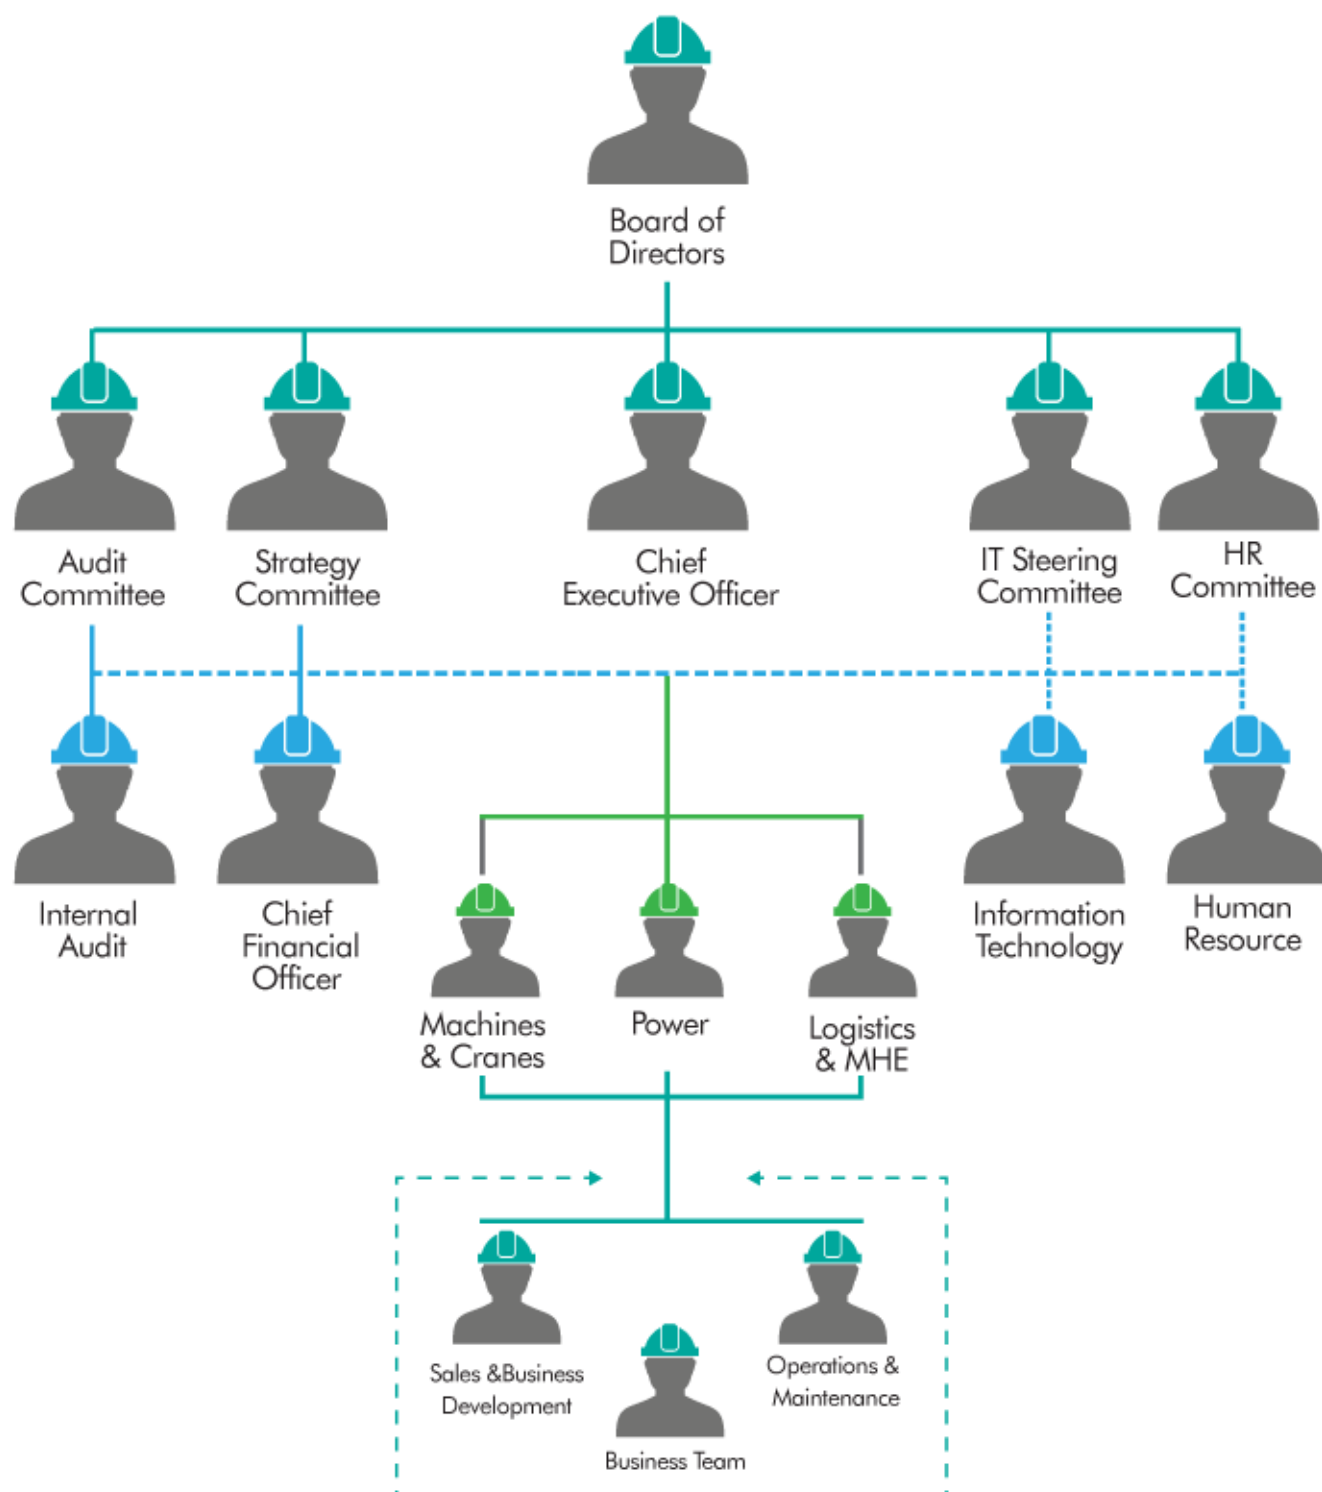 Board of
Directors
Audit
Committee
Strategy
Committee
Chief
Executive Officer
IT Steering
Committee
HR
Committee
Internal
Audit
Chief
Financial
Officer
Information
Technology
Human
Resource
Machines
& Cranes
Power
Logistics
& MHE
Sales &Business
Development
Operations &
Maintenance
Business Team